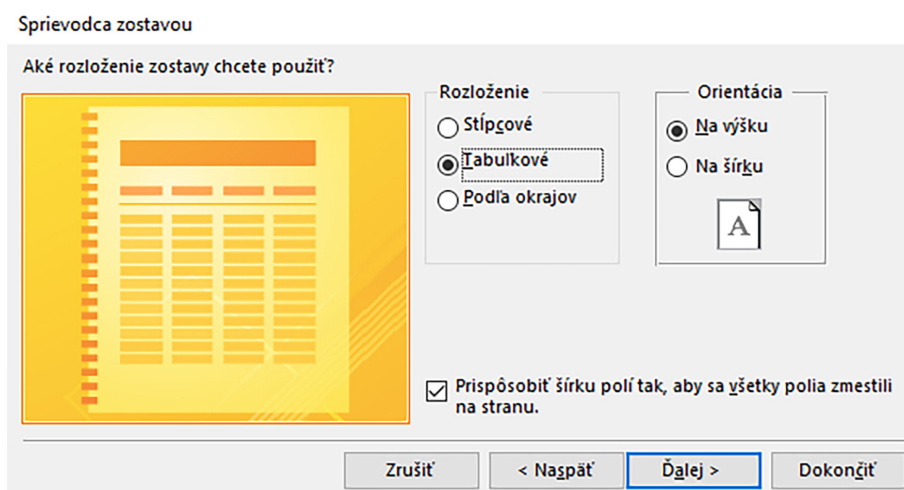 Sprievodca zostavou
Aké rozloženie zostavy chcete použiť?
Rozloženie
Stĺpcové
Tabuľkové
Podľa okrajov
Orientácia
Na výšku
Na šírku
A
Prispôsobiť šírku polí tak, aby sa všetky polia zmestili
na stranu.
Zrušiť
< Naspäť
Ďalej >
Dokončiť